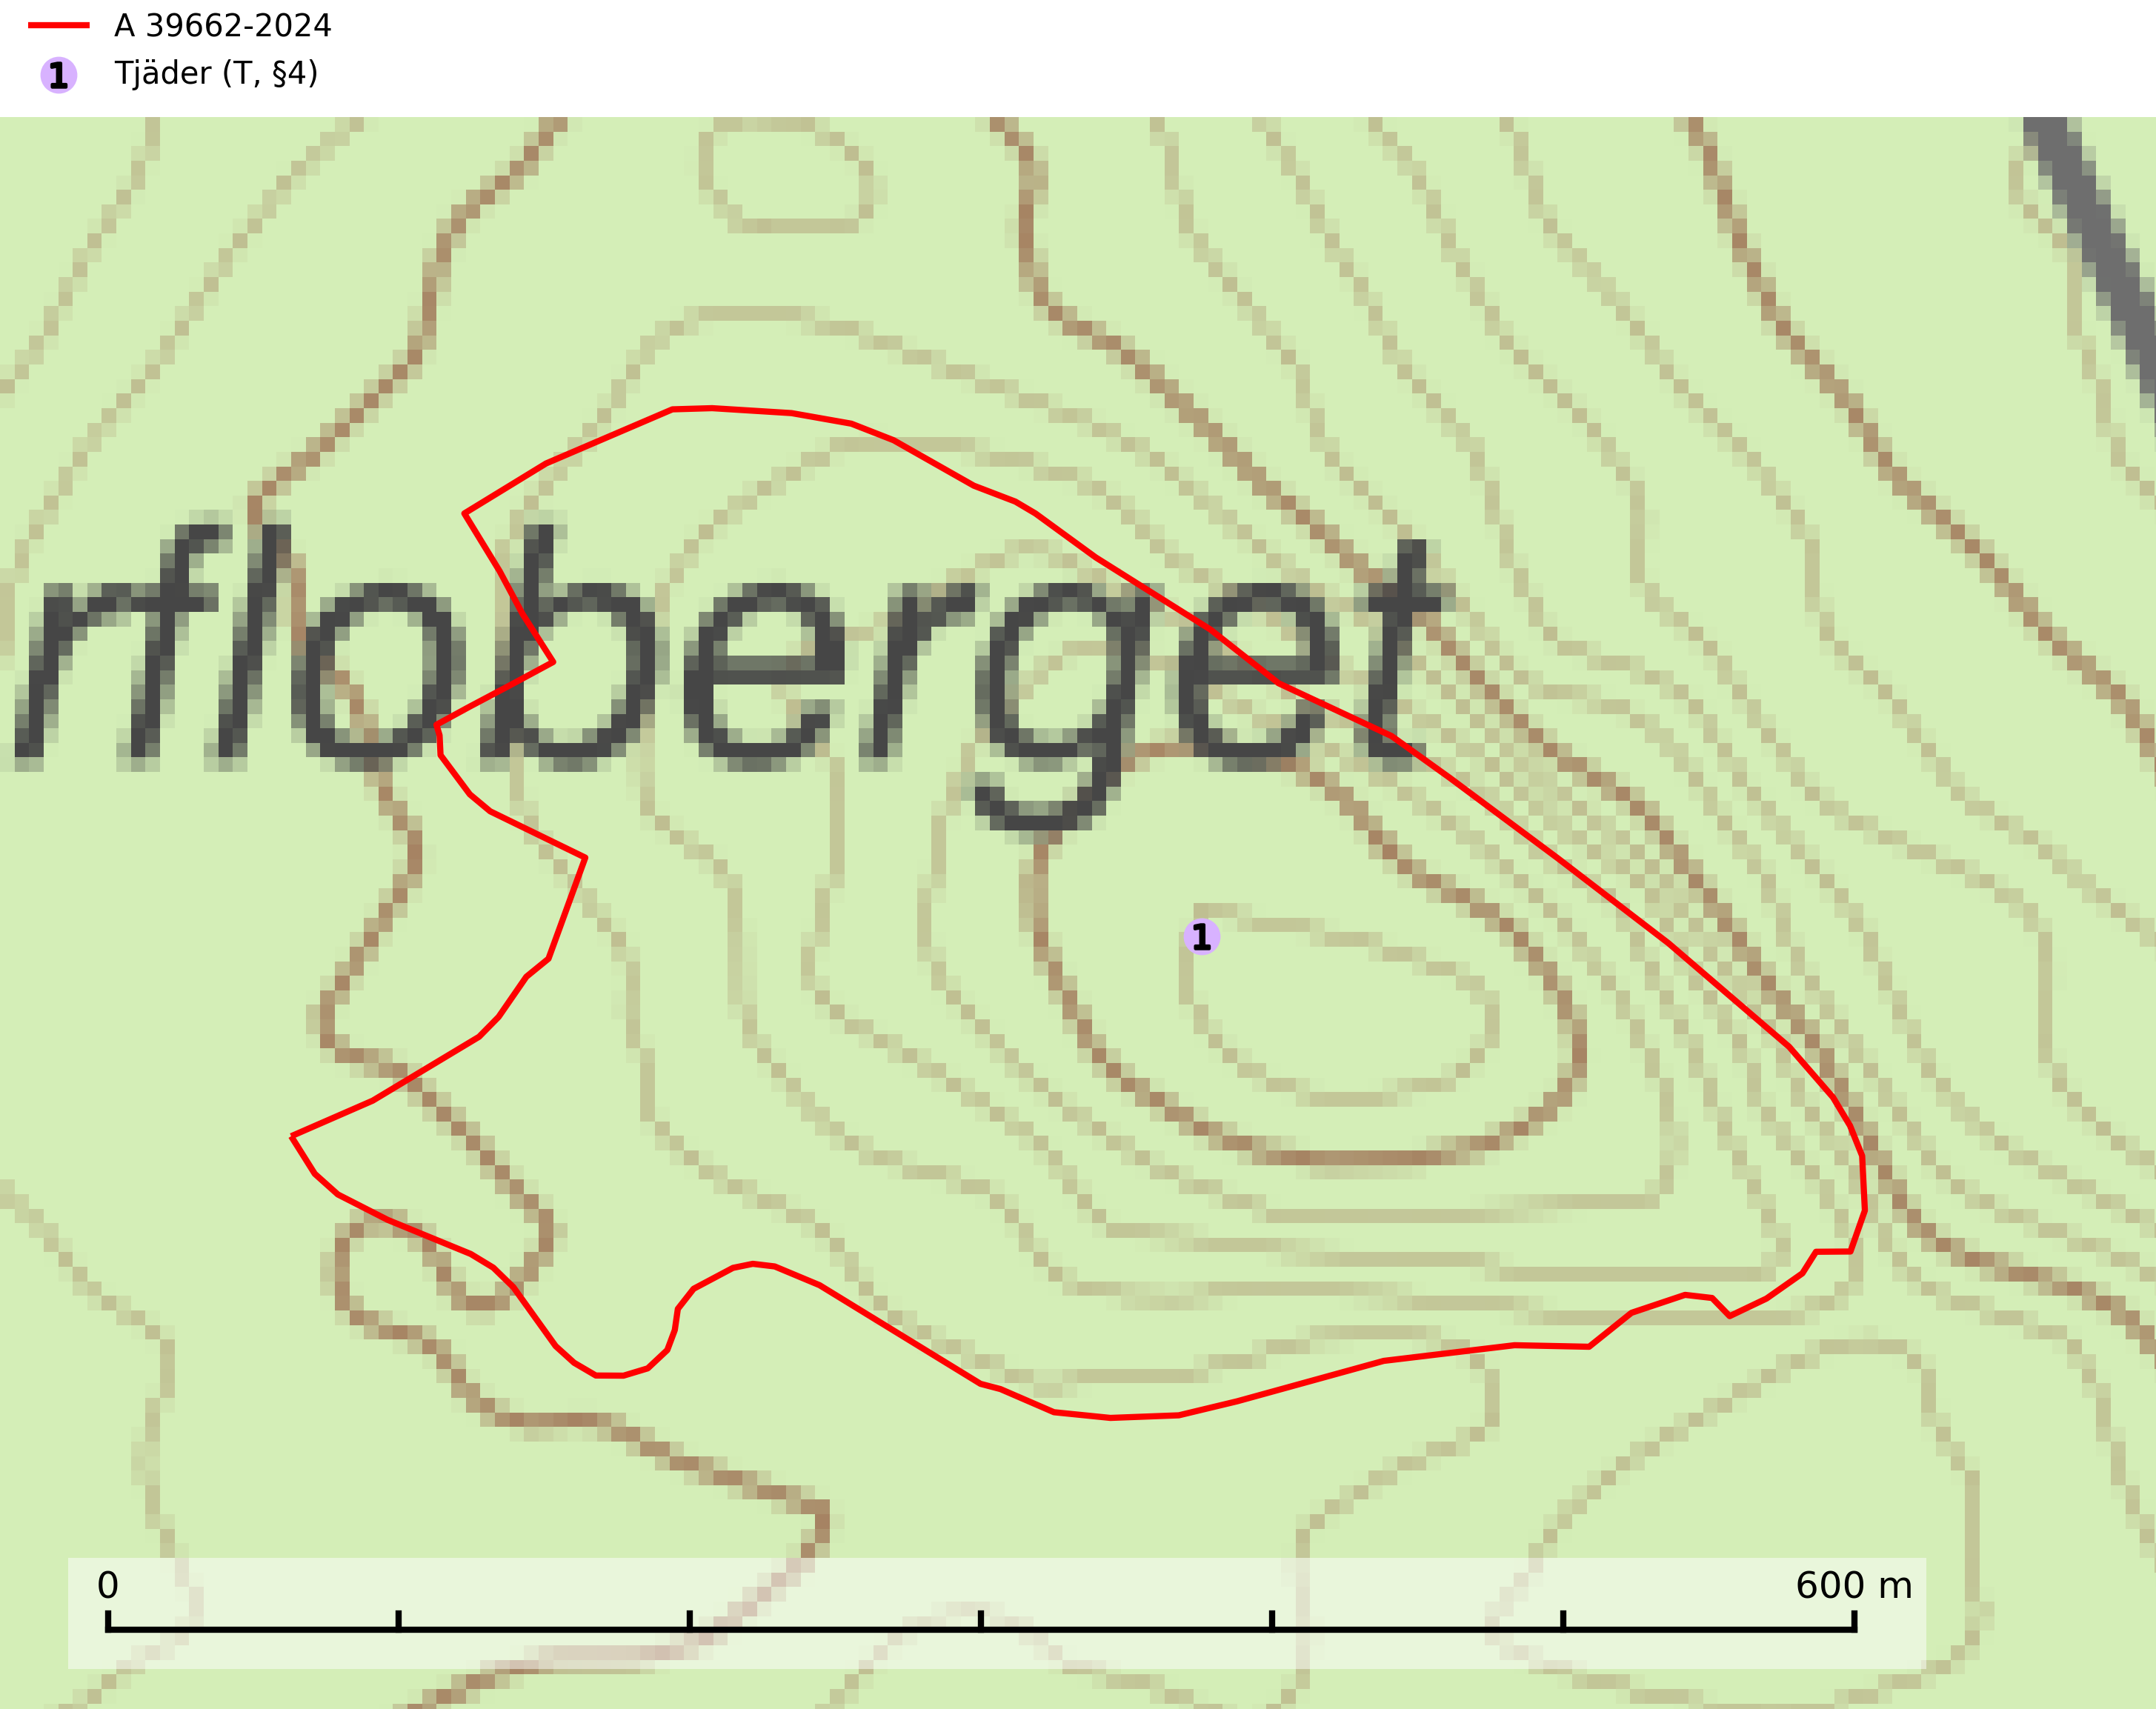 A 39662-2024
1 Tjäder (T, §4)
rfloberget
1
0 600 m